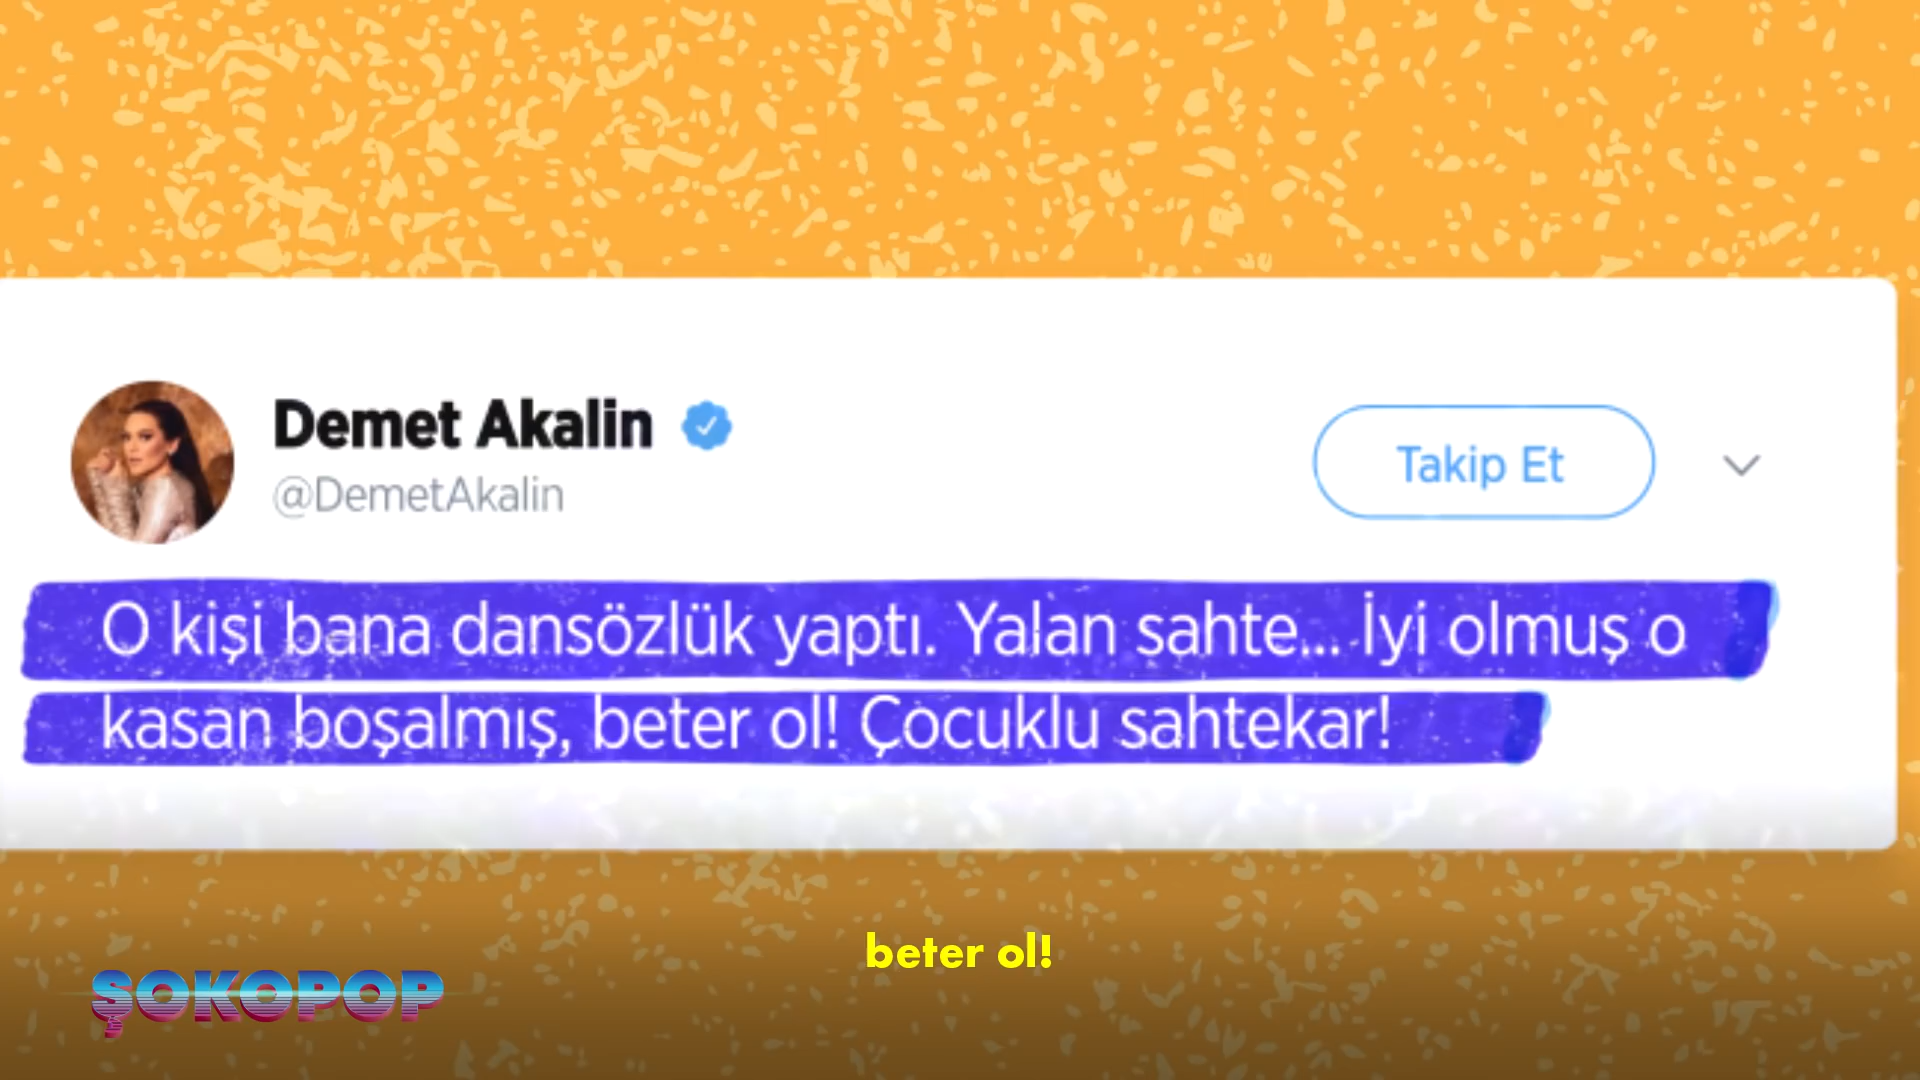 Demet Akalin
@DemetAkalin
Takip Et
O kişi bana dansözlük yaptı. Yalan sahte... İyi olmuş o
kasan boşalmış, beter ol! Çocuklu sahtekar!
beter ol!
ŞOKOPOP